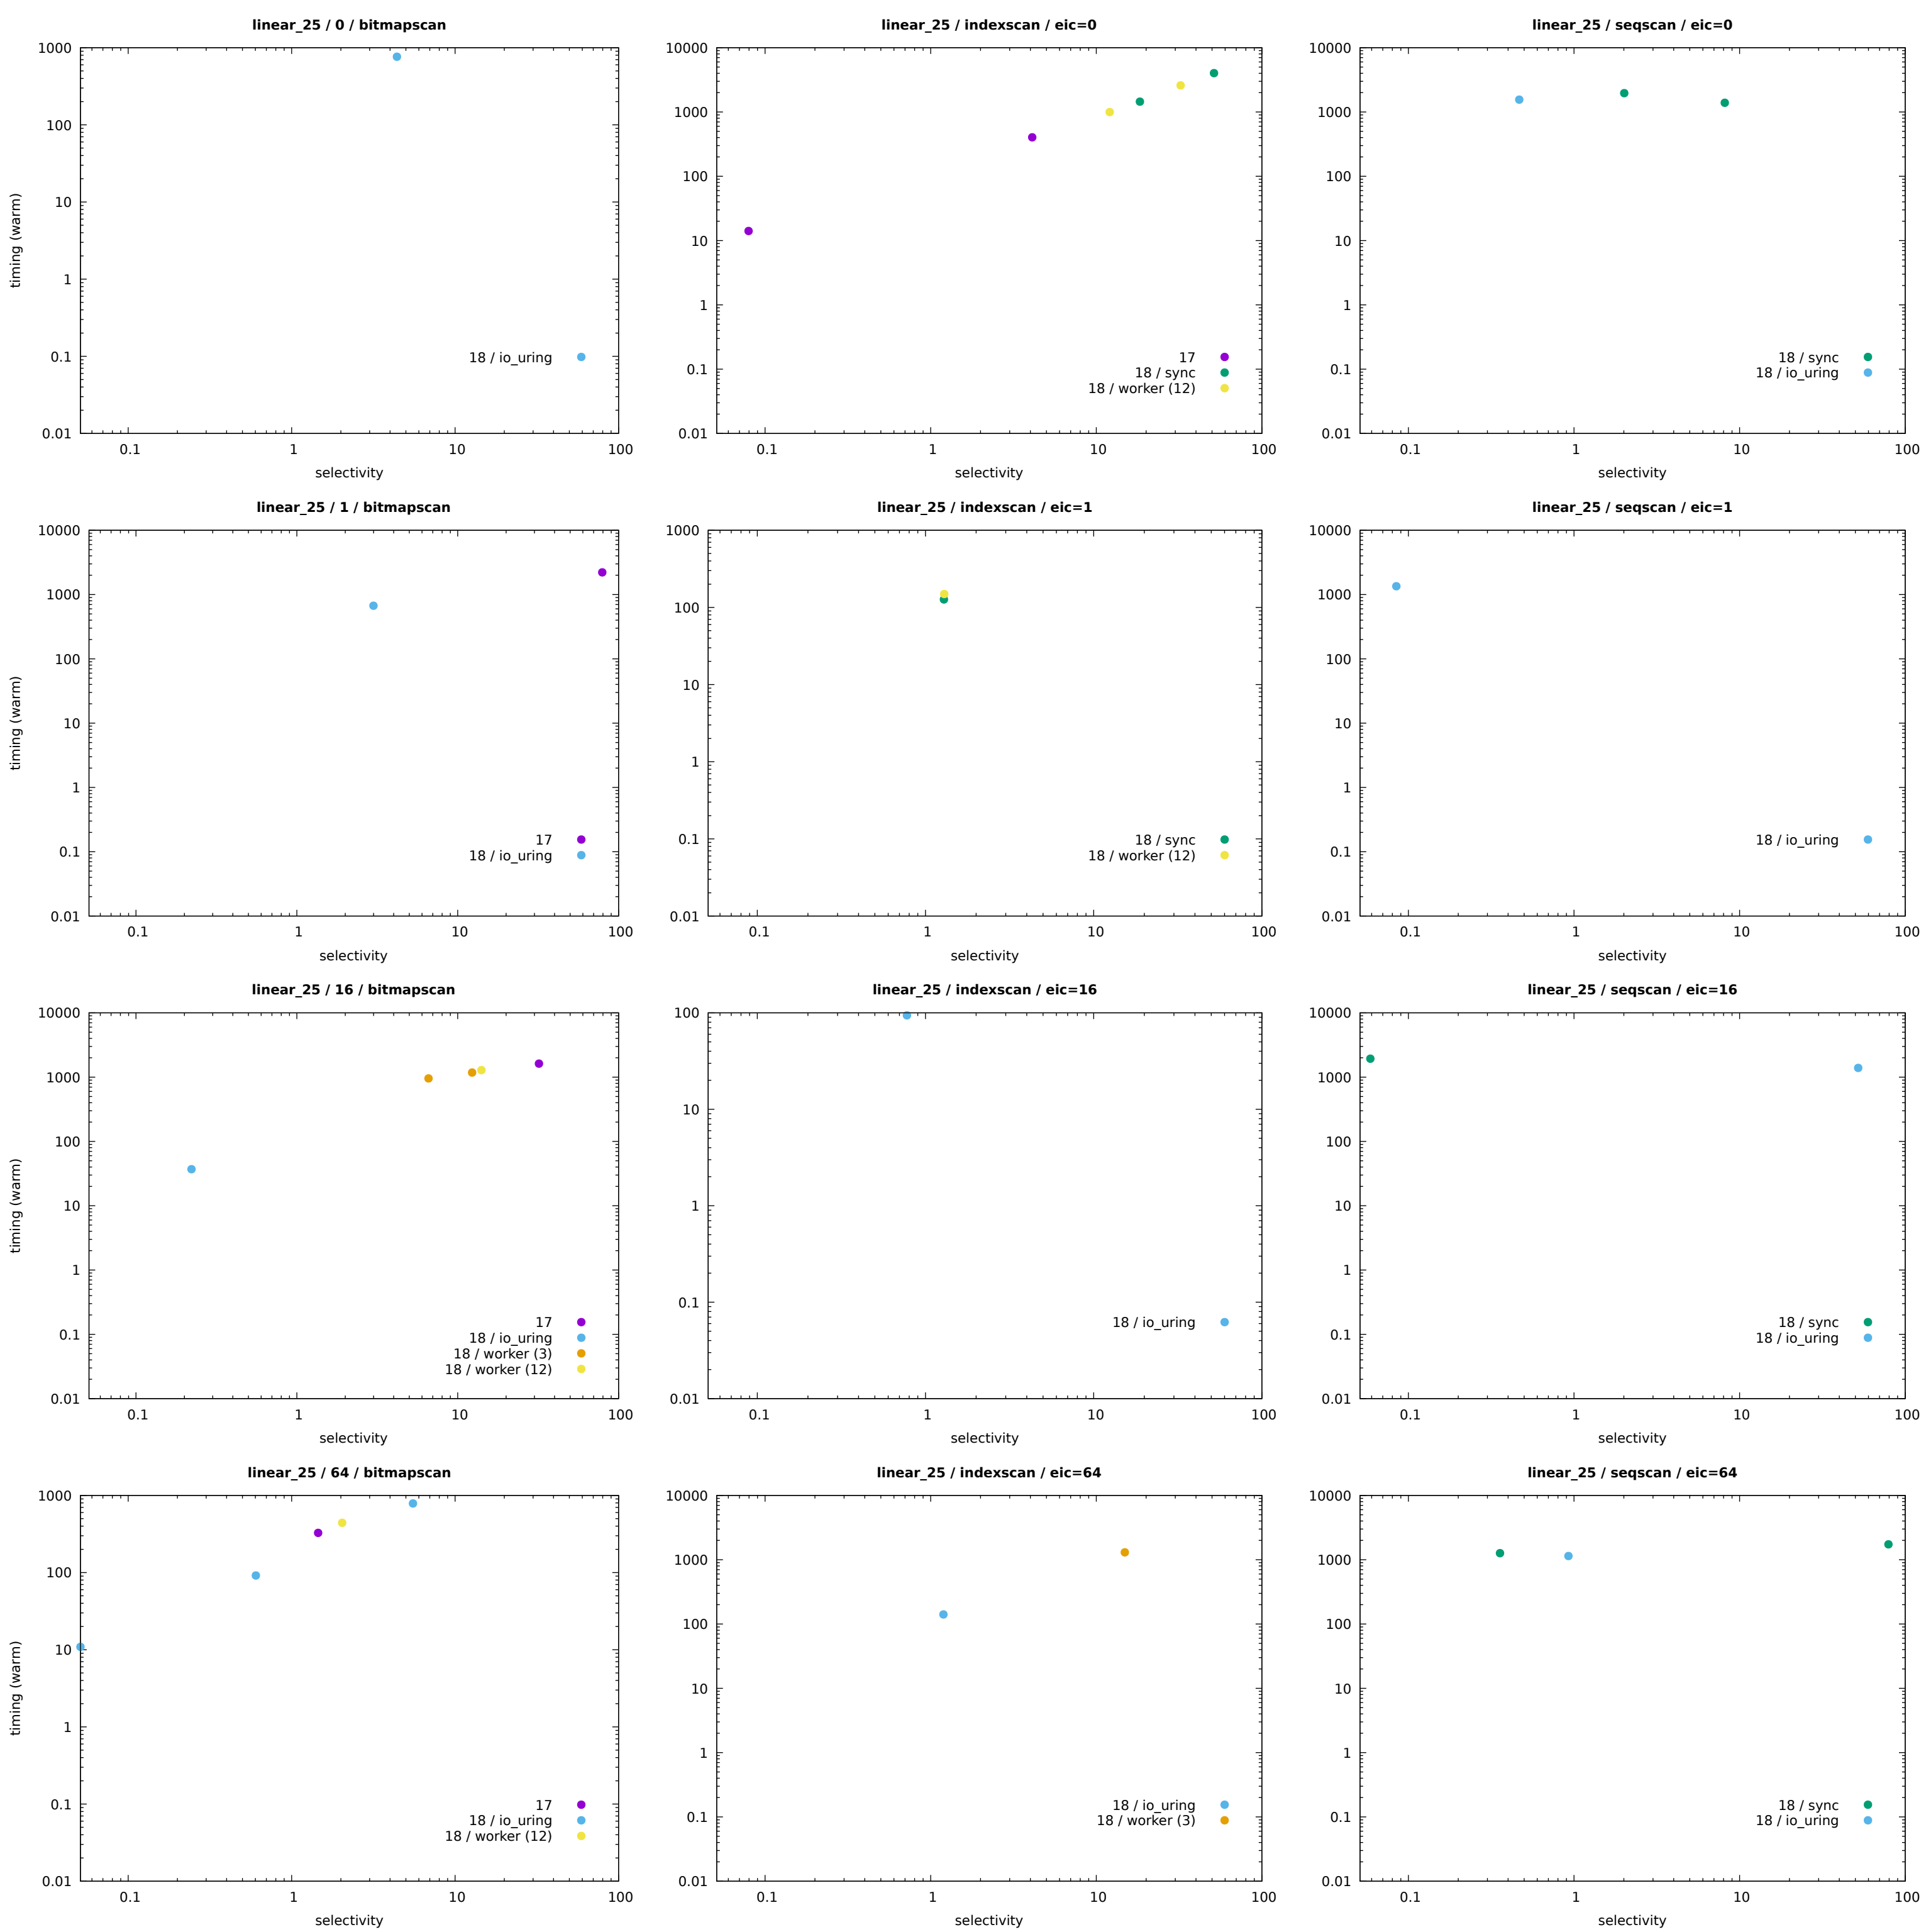 linear_25 / 0 / bitmapscan
1000
100
10
1
0.1
0.01
timing (warm)
18 / io_uring
0.1
1
10
100
selectivity
linear_25 / indexscan / eic=0
10000
1000
100
10
1
0.1
0.01
17
18 / sync
18 / worker (12)
0.1
1
10
100
selectivity
linear_25 / seqscan / eic=0
10000
1000
100
10
1
0.1
0.01
18 / sync
18 / io_uring
0.1
1
10
100
selectivity
linear_25 / 1 / bitmapscan
10000
1000
100
10
1
0.1
0.01
timing (warm)
17
18 / io_uring
0.1
1
10
100
selectivity
linear_25 / indexscan / eic=1
1000
100
10
1
0.1
0.01
18 / sync
18 / worker (12)
0.1
1
10
100
selectivity
linear_25 / seqscan / eic=1
10000
1000
100
10
1
0.1
0.01
18 / io_uring
0.1
1
10
100
selectivity
linear_25 / 16 / bitmapscan
10000
1000
100
10
1
0.1
0.01
timing (warm)
17
18 / io_uring
18 / worker (3)
18 / worker (12)
0.1
1
10
100
selectivity
linear_25 / indexscan / eic=16
100
10
1
0.1
0.01
18 / io_uring
0.1
1
10
100
selectivity
linear_25 / seqscan / eic=16
10000
1000
100
10
1
0.1
0.01
18 / sync
18 / io_uring
0.1
1
10
100
selectivity
linear_25 / 64 / bitmapscan
1000
100
10
1
0.1
0.01
timing (warm)
17
18 / io_uring
18 / worker (12)
0.1
1
10
100
selectivity
linear_25 / indexscan / eic=64
10000
1000
100
10
1
0.1
0.01
18 / io_uring
18 / worker (3)
0.1
1
10
100
selectivity
linear_25 / seqscan / eic=64
10000
1000
100
10
1
0.1
0.01
18 / sync
18 / io_uring
0.1
1
10
100
selectivity